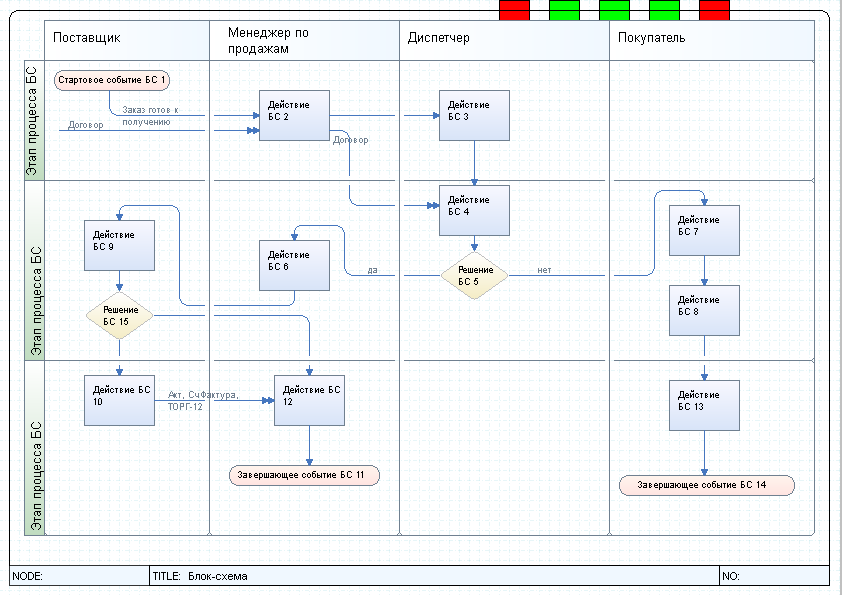 Поставщик
Менеджер по
продажам
Диспетчер
Покупатель
Этап процесса БС
Стартовое событие БС 1
Заказ готов к
получению
Договор
Действие
БС 2
Договор
Действие
БС 3
Этап процесса БС
Действие
БС 4
Действие
БС 9
Действие
БС 6
да
Решение
БС 5
нет
Действие
БС 7
Решение
БС 15
Действие
БС 8
Этап процесса БС
Действие БС
10
Акт, СчФактура,
ТОРГ-12
Действие БС
12
Действие
БС 13
Завершающее событие БС 11
Завершающее событие БС 14
NODE:
TITLE: Блок-схема
NO: